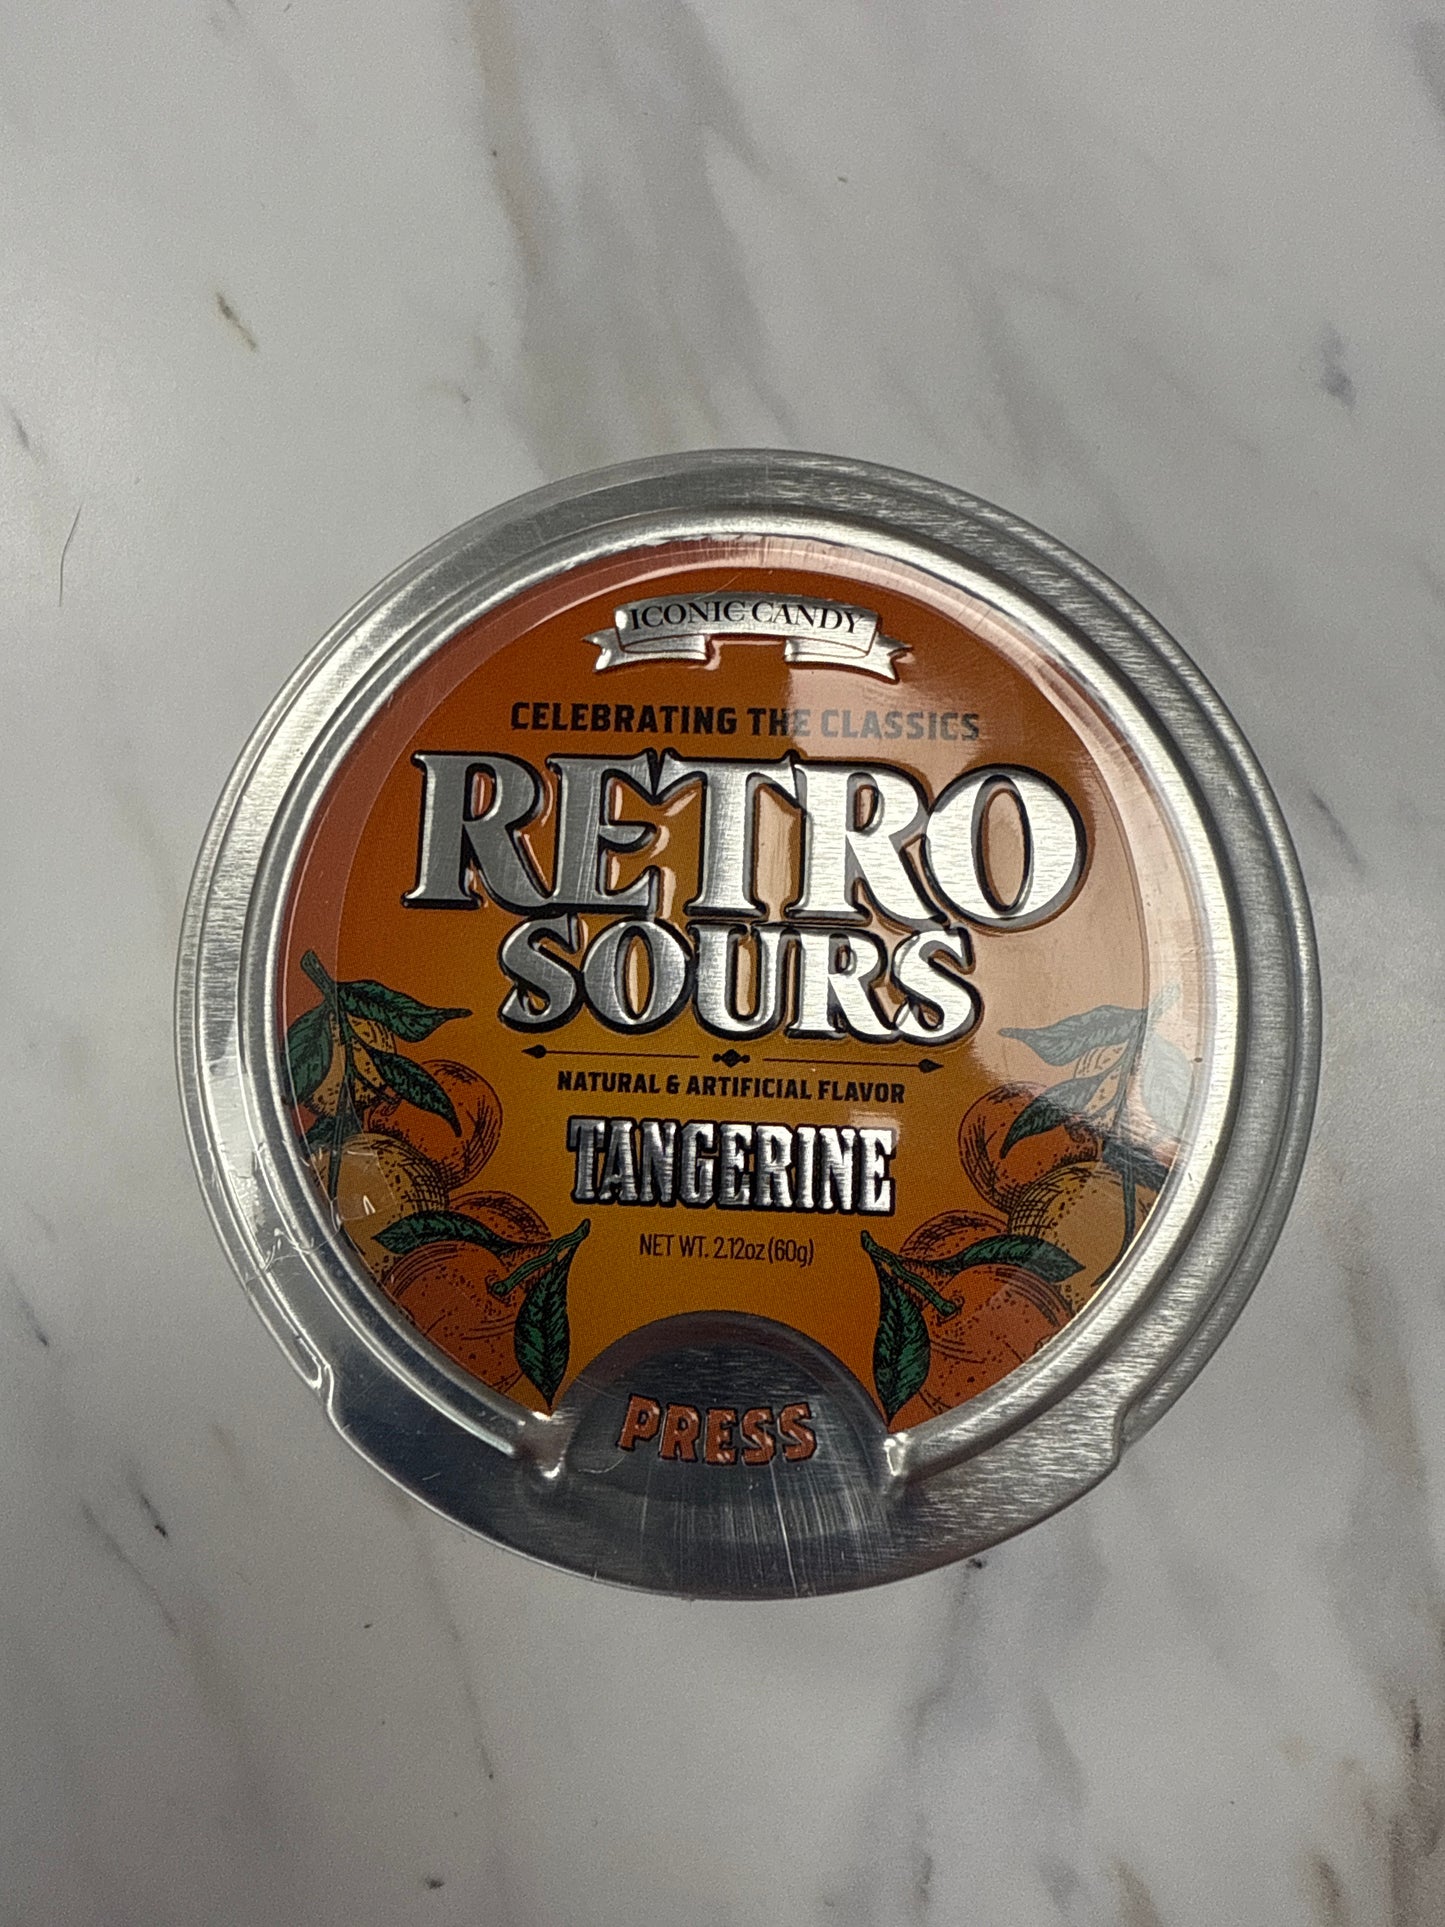 ICONIC CANDY
CELEBRATING THE CLASSICS
RETRO
SOURS
NATURAL & ARTIFICIAL FLAVOR
TANGERINE
NET WT. 2.12oz (60g)
PRESS